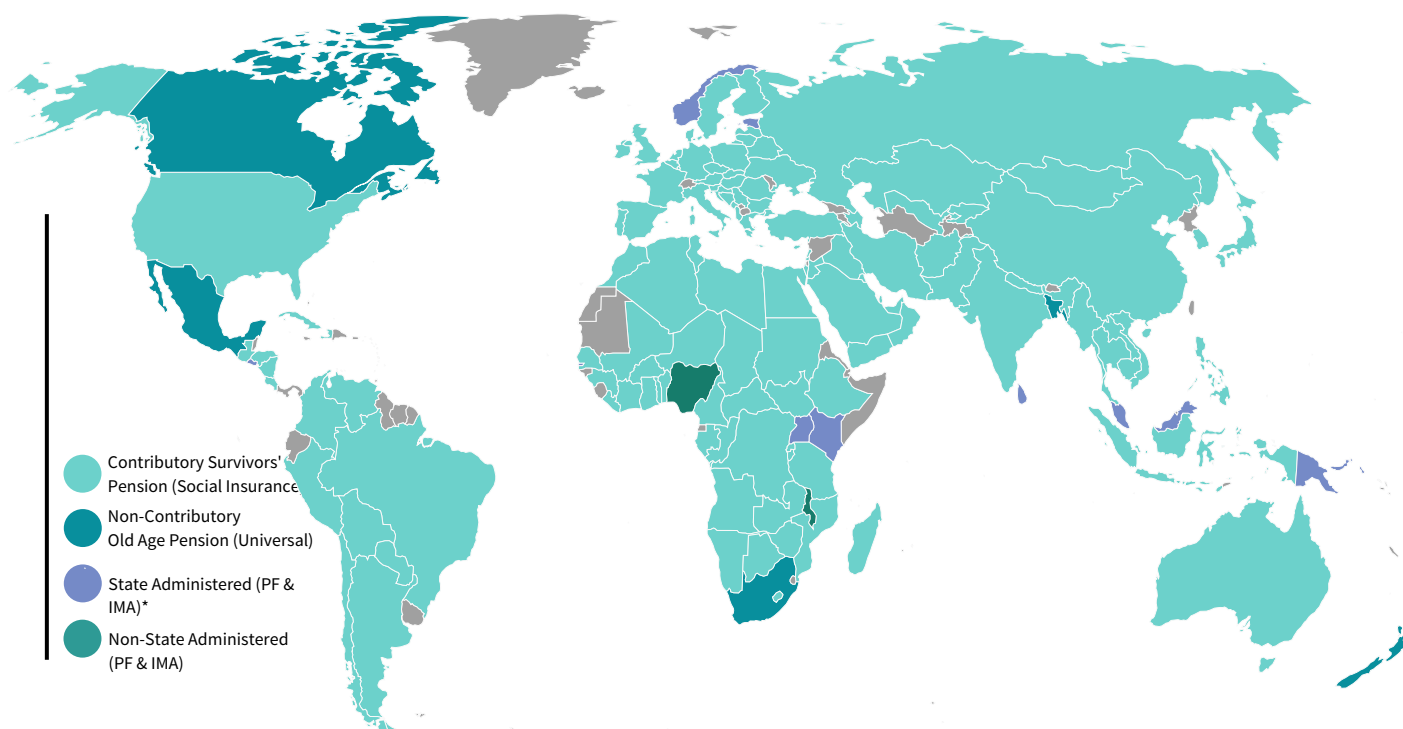 Contributory Survivors'
Pension (Social Insurance
Non-Contributory
Old Age Pension (Universal)
State Administered (PF &
IMA)*
Non-State Administered
(PF & IMA)